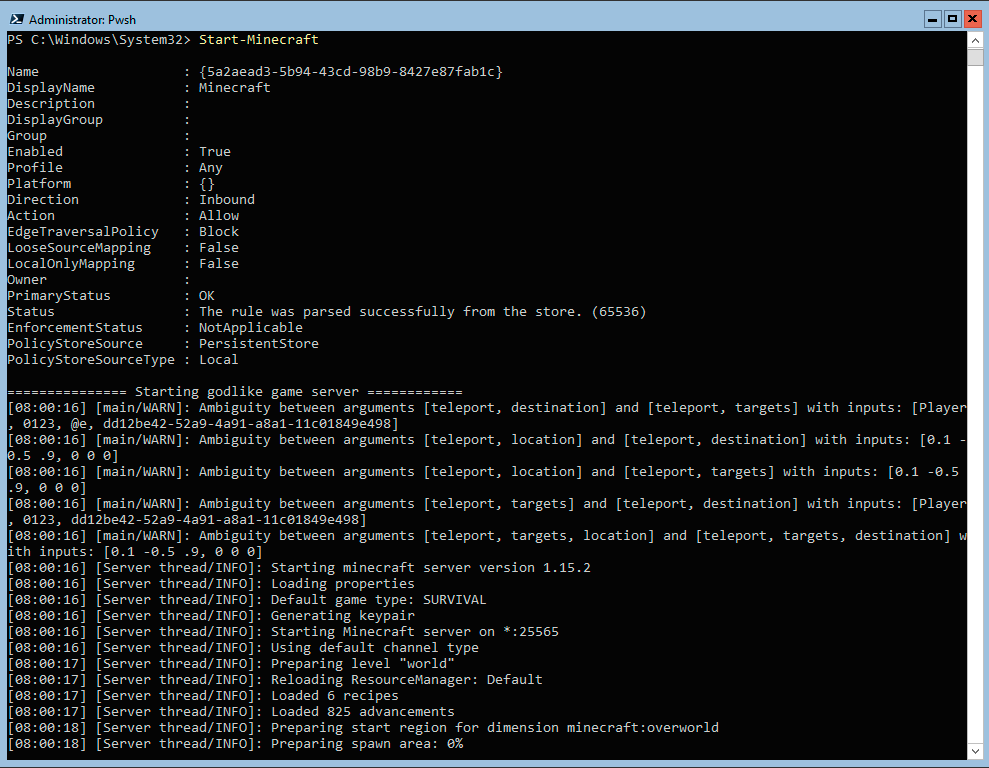 Administrator: Pwsh
PS C:\Windows\System32> Start-Minecraft
Name                      : {5a2aead3-5b94-43cd-98b9-8427e87fab1c}
DisplayName               : Minecraft
Description               :
DisplayGroup              :
Group                     :
Enabled                   : True
Profile                   : Any
Platform                  : {}
Direction                 : Inbound
Action                    : Allow
EdgeTraversalPolicy       : Block
LooseSourceMapping        : False
LocalOnlyMapping          : False
Owner                     :
PrimaryStatus             : OK
Status                    : The rule was parsed successfully from the store. (65536)
EnforcementStatus         : NotApplicable
PolicyStoreSource         : PersistentStore
PolicyStoreSourceType : Local
=============== Starting godlike game server ============
[08:00:16] [main/WARN]: Ambiguity between arguments [teleport, destination] and [teleport, targets] with inputs: [Player
, 0123, @e, dd12be42-52a9-4a91-a8a1-11c01849e498]
[08:00:16] [main/WARN]: Ambiguity between arguments [teleport, location] and [teleport, destination] with inputs: [0.1 -
0.5 .9, 0 0 0]
[08:00:16] [main/WARN]: Ambiguity between arguments [teleport, location] and [teleport, targets] with inputs: [0.1 -0.5
.9, 0 0 0]
[08:00:16] [main/WARN]: Ambiguity between arguments [teleport, targets] and [teleport, destination] with inputs: [Player
, 0123, dd12be42-52a9-4a91-a8a1-11c01849e498]
[08:00:16] [main/WARN]: Ambiguity between arguments [teleport, targets, location] and [teleport, targets, destination] w
ith inputs: [0.1 -0.5 .9, 0 0 0]
[08:00:16] [Server thread/INFO]: Starting minecraft server version 1.15.2
[08:00:16] [Server thread/INFO]: Loading properties
[08:00:16] [Server thread/INFO]: Default game type: SURVIVAL
[08:00:16] [Server thread/INFO]: Generating keypair
[08:00:16] [Server thread/INFO]: Starting Minecraft server on *:25565
[08:00:16] [Server thread/INFO]: Using default channel type
[08:00:17] [Server thread/INFO]: Preparing level "world"
[08:00:17] [Server thread/INFO]: Reloading ResourceManager: Default
[08:00:17] [Server thread/INFO]: Loaded 6 recipes
[08:00:17] [Server thread/INFO]: Loaded 825 advancements
[08:00:18] [Server thread/INFO]: Preparing start region for dimension minecraft:overworld
[08:00:18] [Server thread/INFO]: Preparing spawn area: 0%